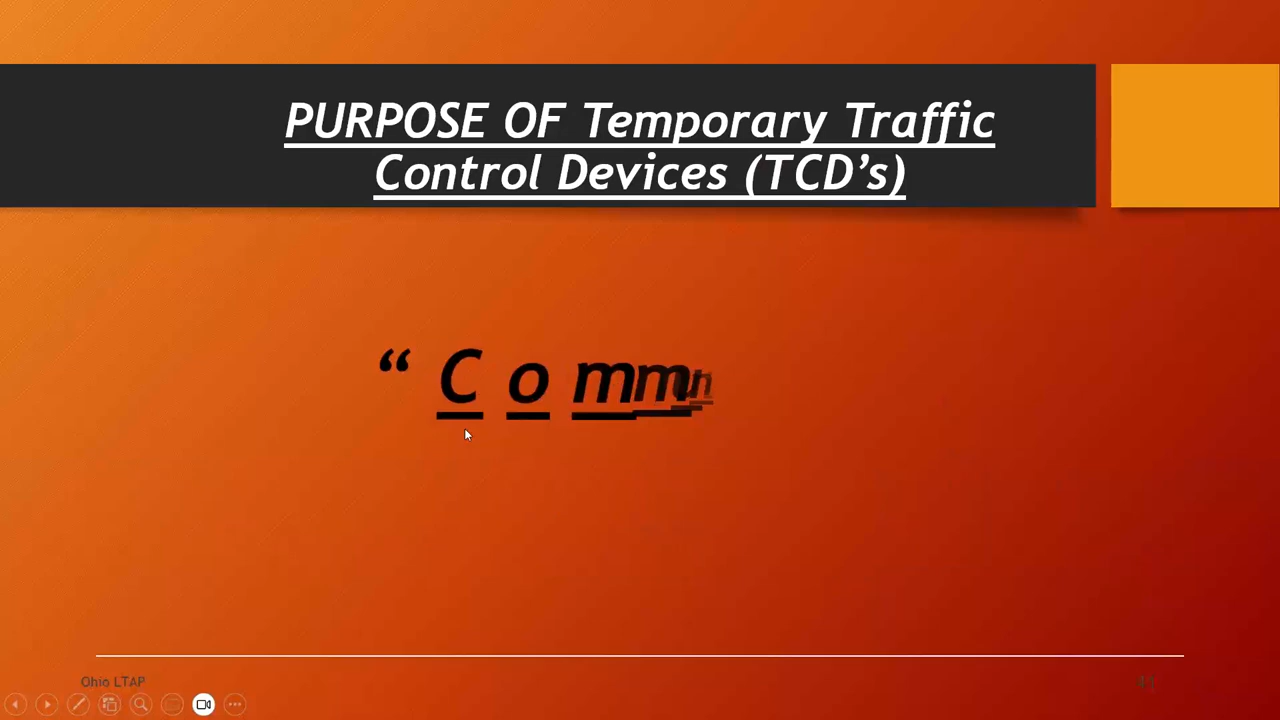 PURPOSE OF Temporary Traffic
Control Devices (TCD’s)
“ C o m m
Ohio LTAP